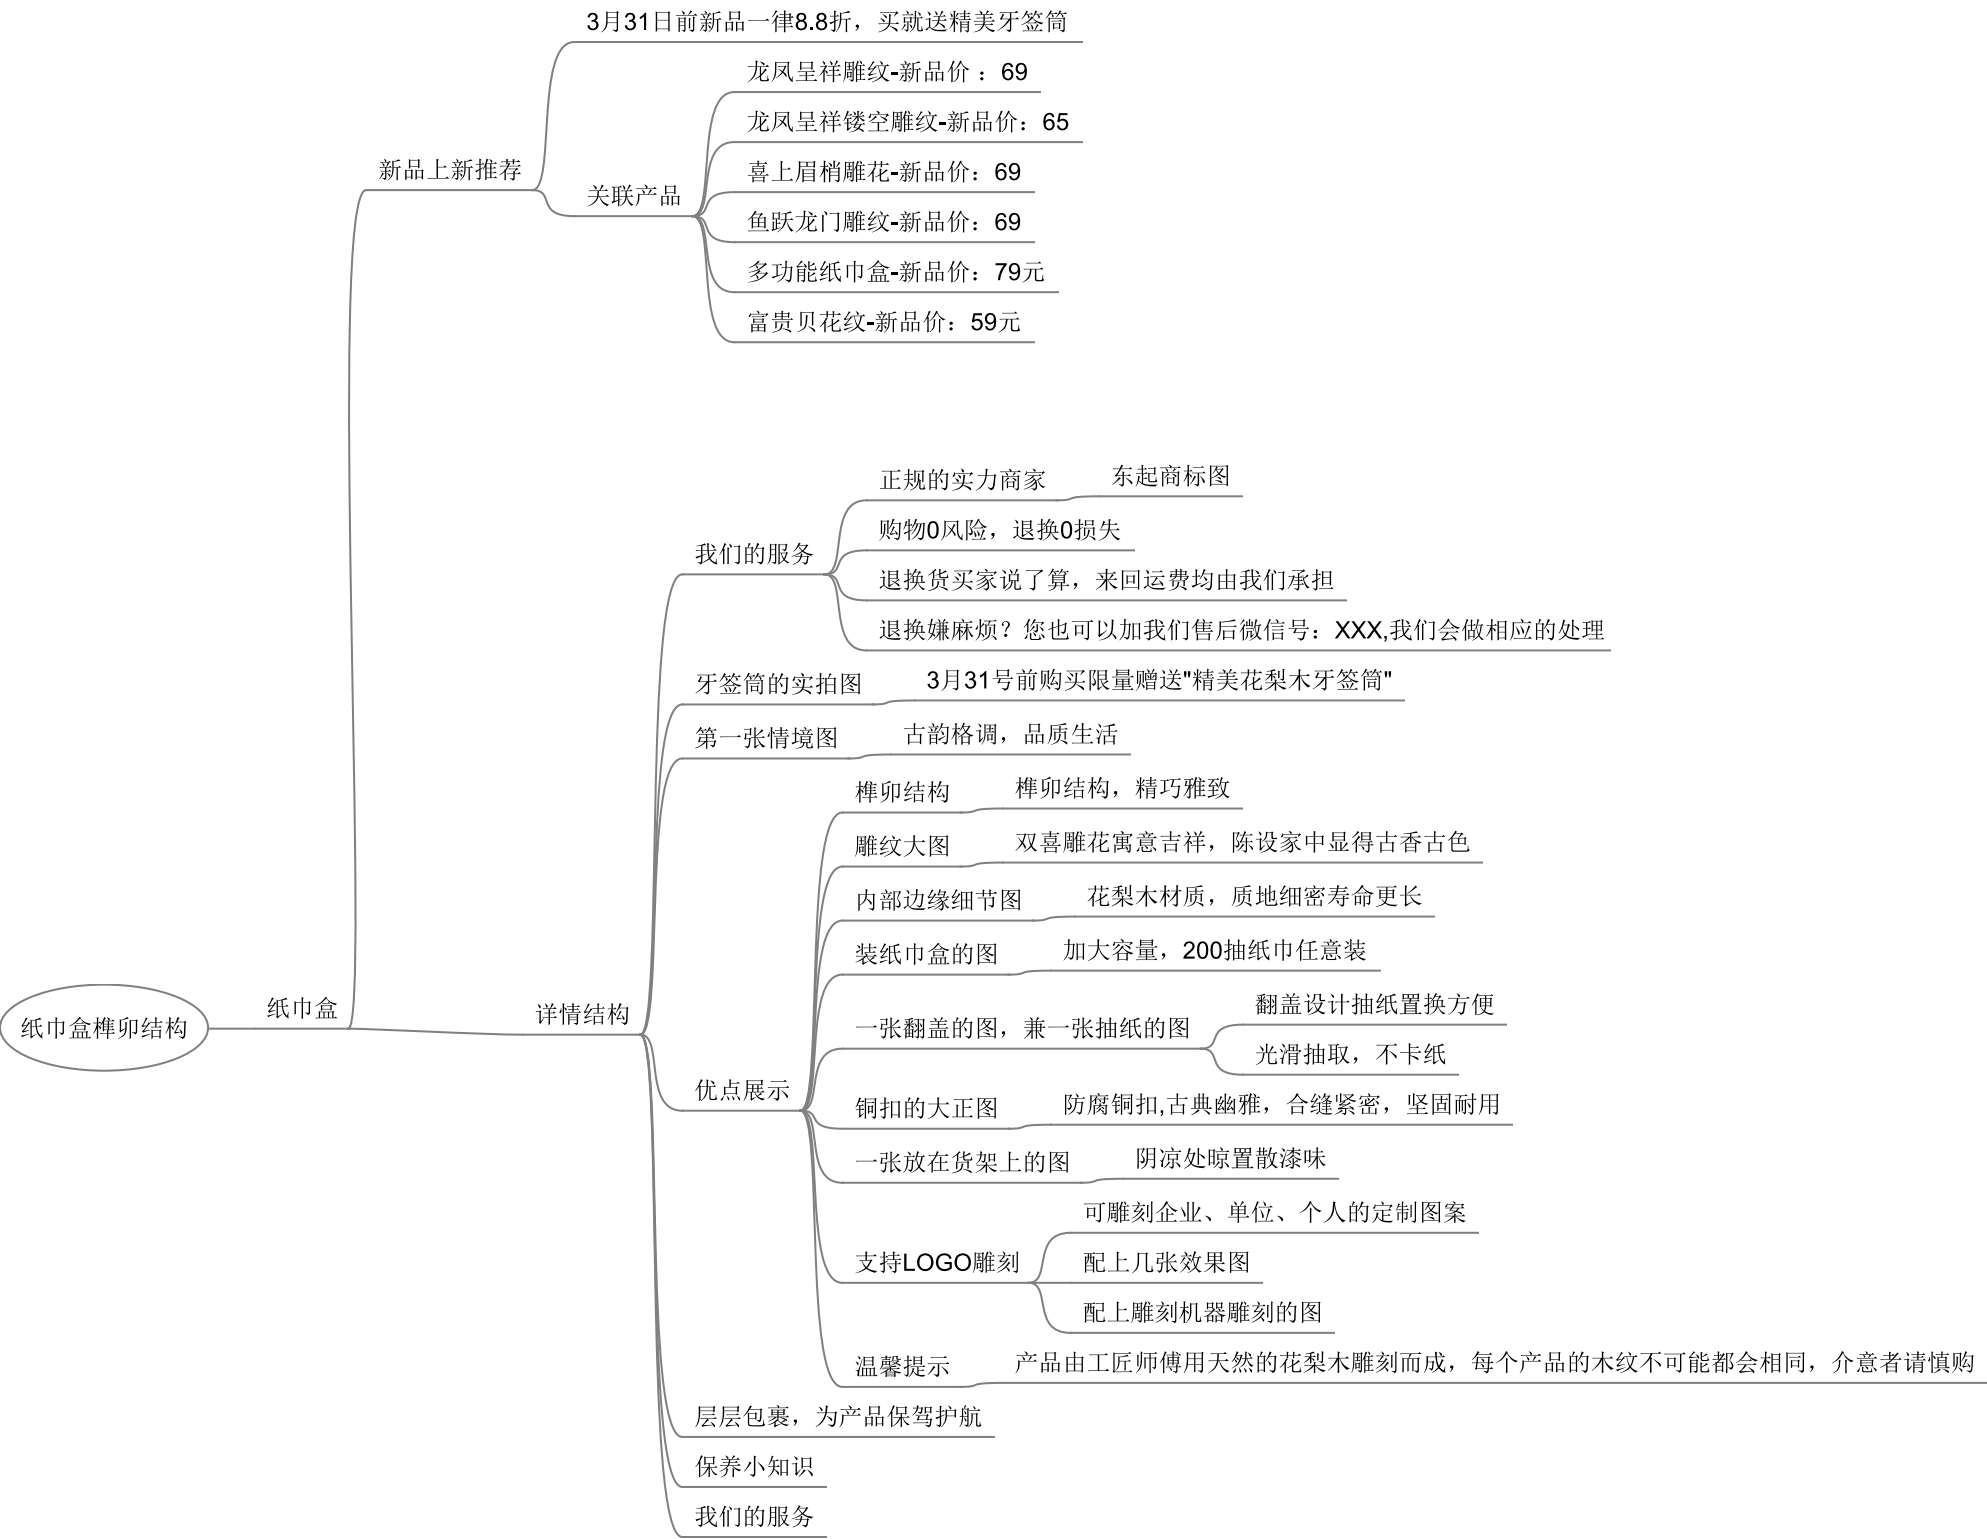 3月31日前新品一律8.8折，买就送精美牙签筒
龙凤呈祥雕纹-新品价 ：69
龙凤呈祥镂空雕纹-新品价：65
新品上新推荐
喜上眉梢雕花-新品价：69
关联产品
鱼跃龙门雕纹-新品价：69
多功能纸巾盒-新品价：79元
富贵贝花纹-新品价：59元
正规的实力商家
东起商标图
购物0风险，退换0损失
我们的服务
退换货买家说了算，来回运费均由我们承担
退换嫌麻烦？您也可以加我们售后微信号：XXX,我们会做相应的处理
牙签筒的实拍图
3月31号前购买限量赠送"精美花梨木牙签筒"
第一张情境图
古韵格调，品质生活
榫卯结构
榫卯结构，精巧雅致
雕纹大图
双喜雕花寓意吉祥，陈设家中显得古香古色
内部边缘细节图
花梨木材质，质地细密寿命更长
装纸巾盒的图
加大容量，200抽纸巾任意装
纸巾盒榫卯结构
纸巾盒
详情结构
一张翻盖的图，兼一张抽纸的图
翻盖设计抽纸置换方便
光滑抽取，不卡纸
优点展示
铜扣的大正图
防腐铜扣,古典幽雅，合缝紧密，坚固耐用
一张放在货架上的图
阴凉处晾置散漆味
支持LOGO雕刻
可雕刻企业、单位、个人的定制图案
配上几张效果图
配上雕刻机器雕刻的图
温馨提示
产品由工匠师傅用天然的花梨木雕刻而成，每个产品的木纹不可能都会相同，介意者请慎购
层层包裹，为产品保驾护航
保养小知识
我们的服务